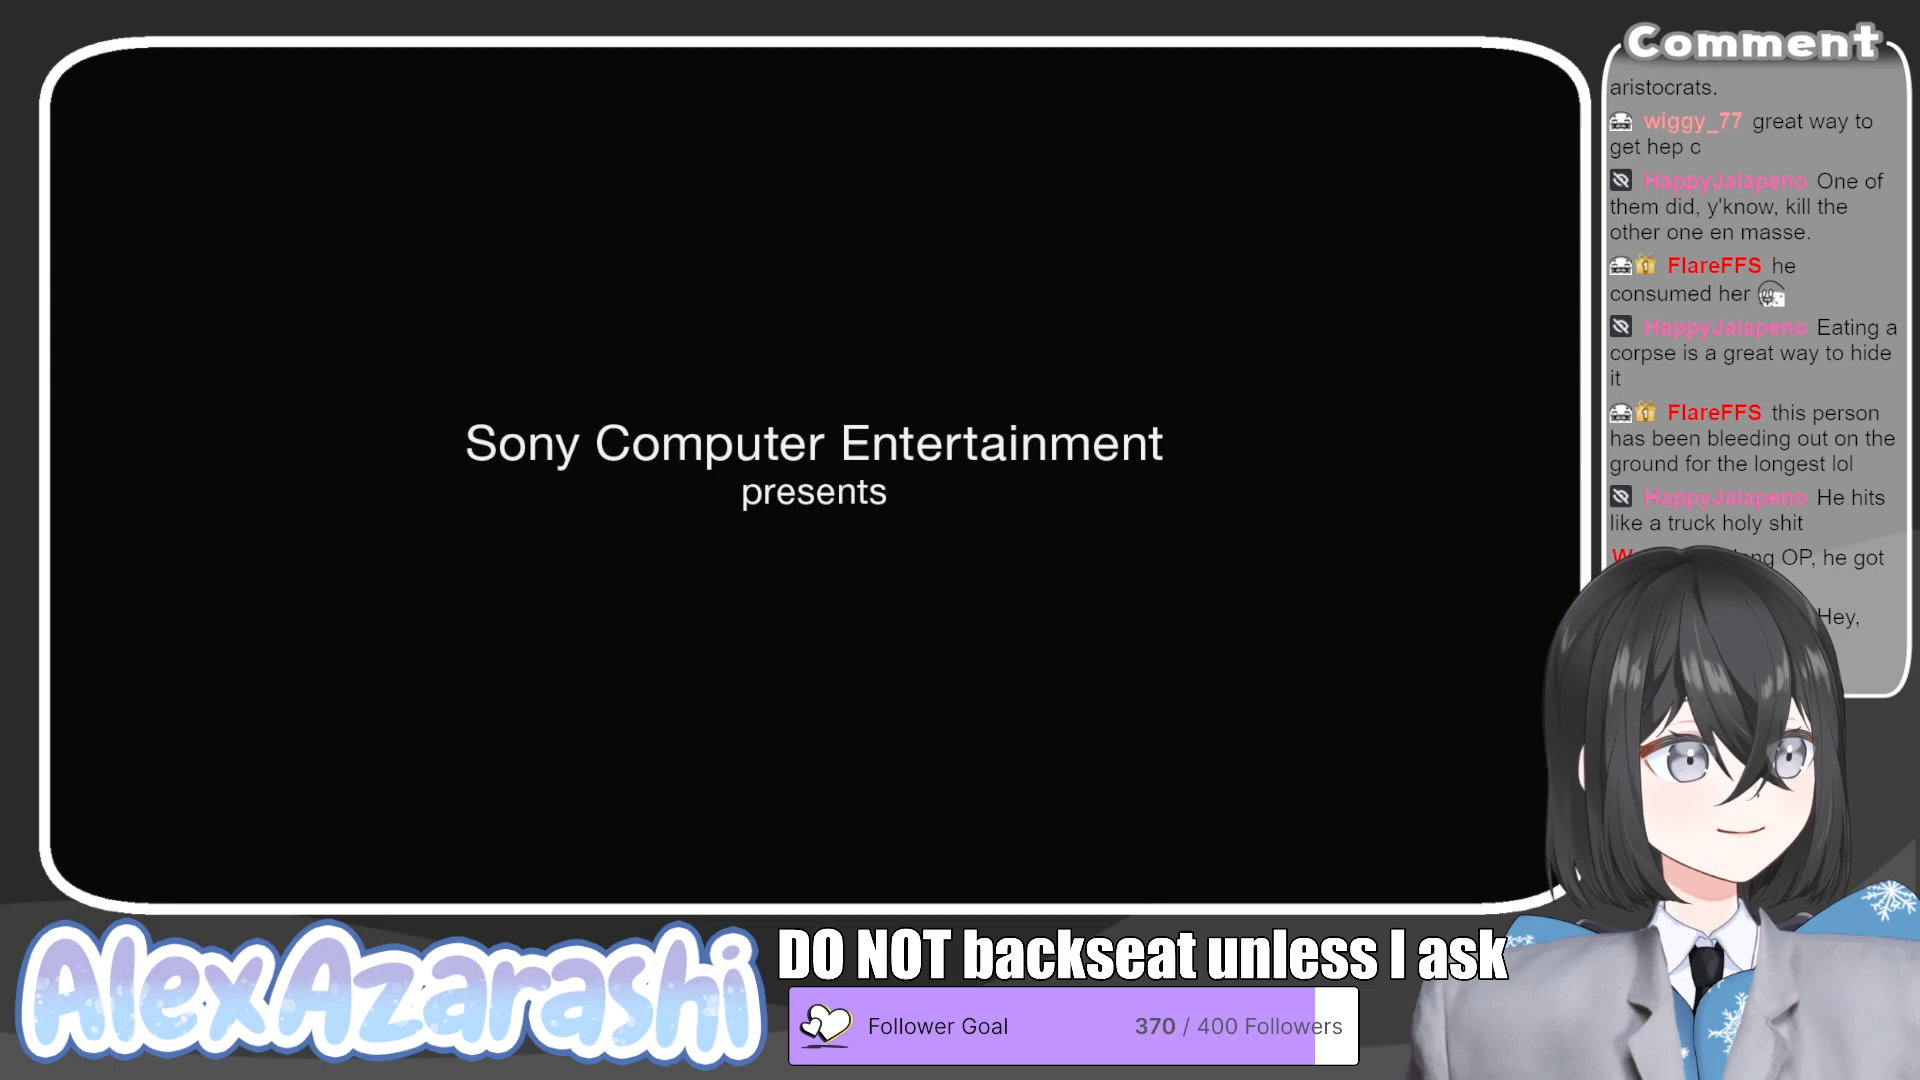 Comment
aristocrats.
wiggy_77 great way to
get hep c
HappyJalapeno One of
them did, y'know, kill the
other one en masse.
FlareFFS he
consumed her
HappyJalapeno Eating a
corpse is a great way to hide
it
FlareFFS this person
has been bleeding out on the
ground for the longest lol
HappyJalapeno He hits
like a truck holy shit
OP, he got
Hey,
Sony Computer Entertainment
presents
AlexAzarashi
DO NOT backseat unless I ask
Follower Goal
370 / 400 Followers